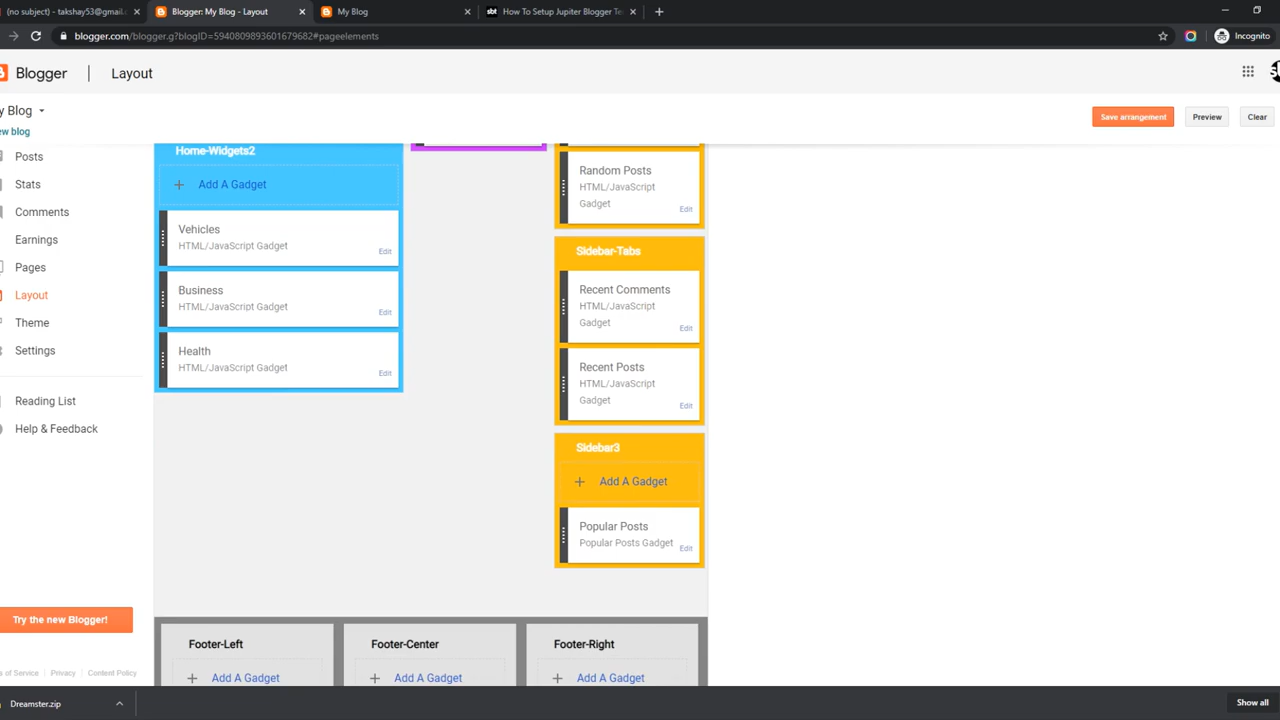 (no subject) - takshay53@gmail.
Blogger: My Blog - Layout
My Blog
sbt
How To Setup Jupiter Blogger Te
blogger.com/blogger.g?blogID=5940809893601679682#pageelements
Incognito
Blogger
Layout
y Blog
ew blog
Save arrangement
Preview
Clear
Posts
Stats
Comments
Earnings
Pages
Layout
Theme
Settings
Reading List
Help & Feedback
Try the new Blogger!
s of Service
Privacy
Content Policy
Home-Widgets2
Add A Gadget
Vehicles
HTML/JavaScript Gadget
Edit
Business
HTML/JavaScript Gadget
Edit
Health
HTML/JavaScript Gadget
Edit
Random Posts
HTML/JavaScript
Gadget
Edit
Sidebar-Tabs
Recent Comments
HTML/JavaScript
Gadget
Edit
Recent Posts
HTML/JavaScript
Gadget
Edit
Sidebar3
Add A Gadget
Popular Posts
Popular Posts Gadget
Edit
Footer-Left
Add A Gadget
Footer-Center
Add A Gadget
Footer-Right
Add A Gadget
Dreamster.zip
Show all